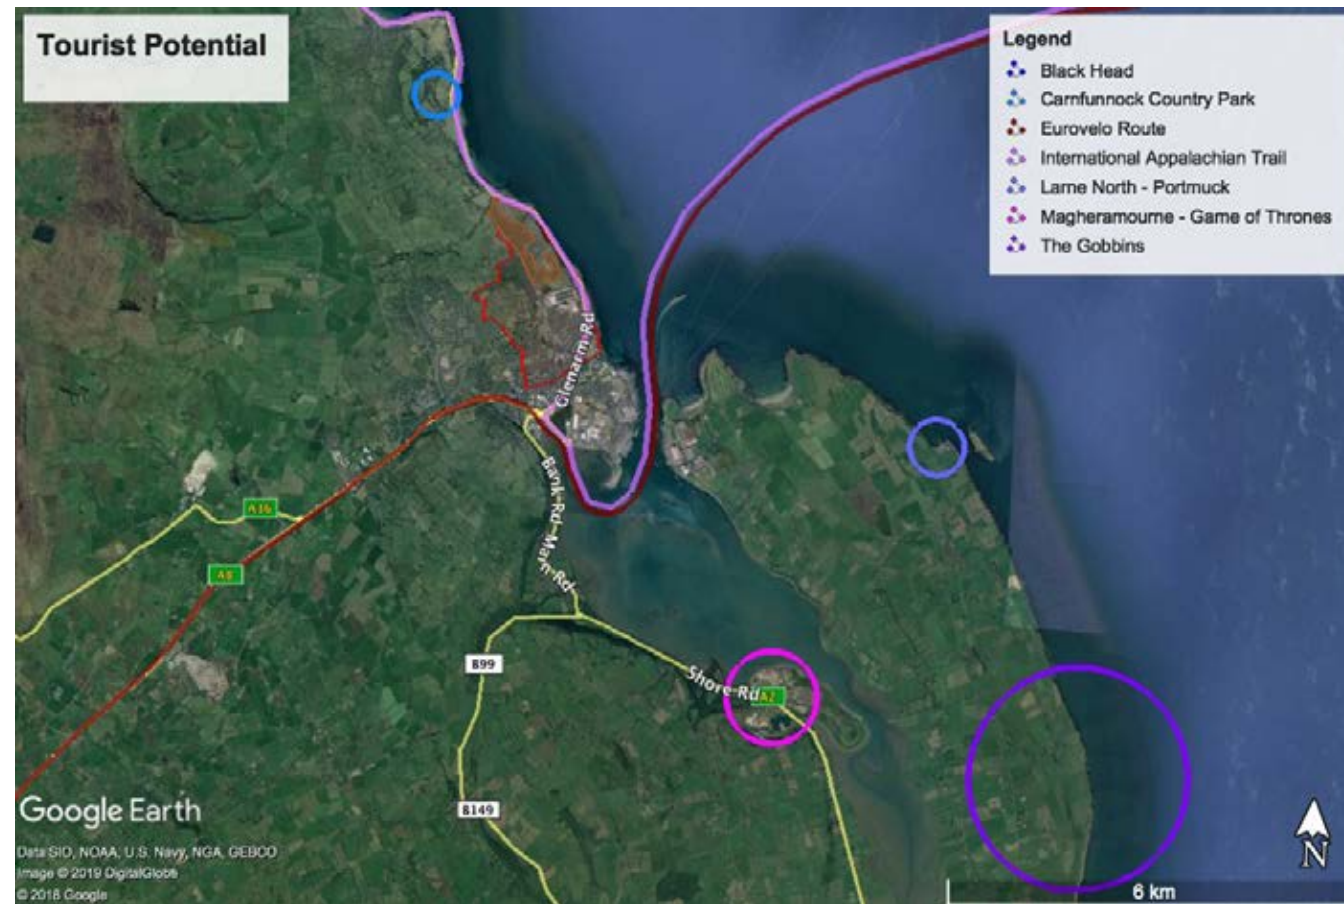 Tourist Potential
Legend
Black Head
Carnfunnock Country Park
Eurovelo Route
International Appalachian Trail
Larne North - Portmuck
Magheramourne - Game of Thrones
The Gobbins
Glenarm Rd
Bank Rd
Marn Rd
A36
A8
B99
Shore Rd
A2
B149
Google Earth
Data SIO, NOAA, U.S. Navy, NGA, GEBCO
Image © 2019 DigitalGlobe
© 2018 Google
N
6 km